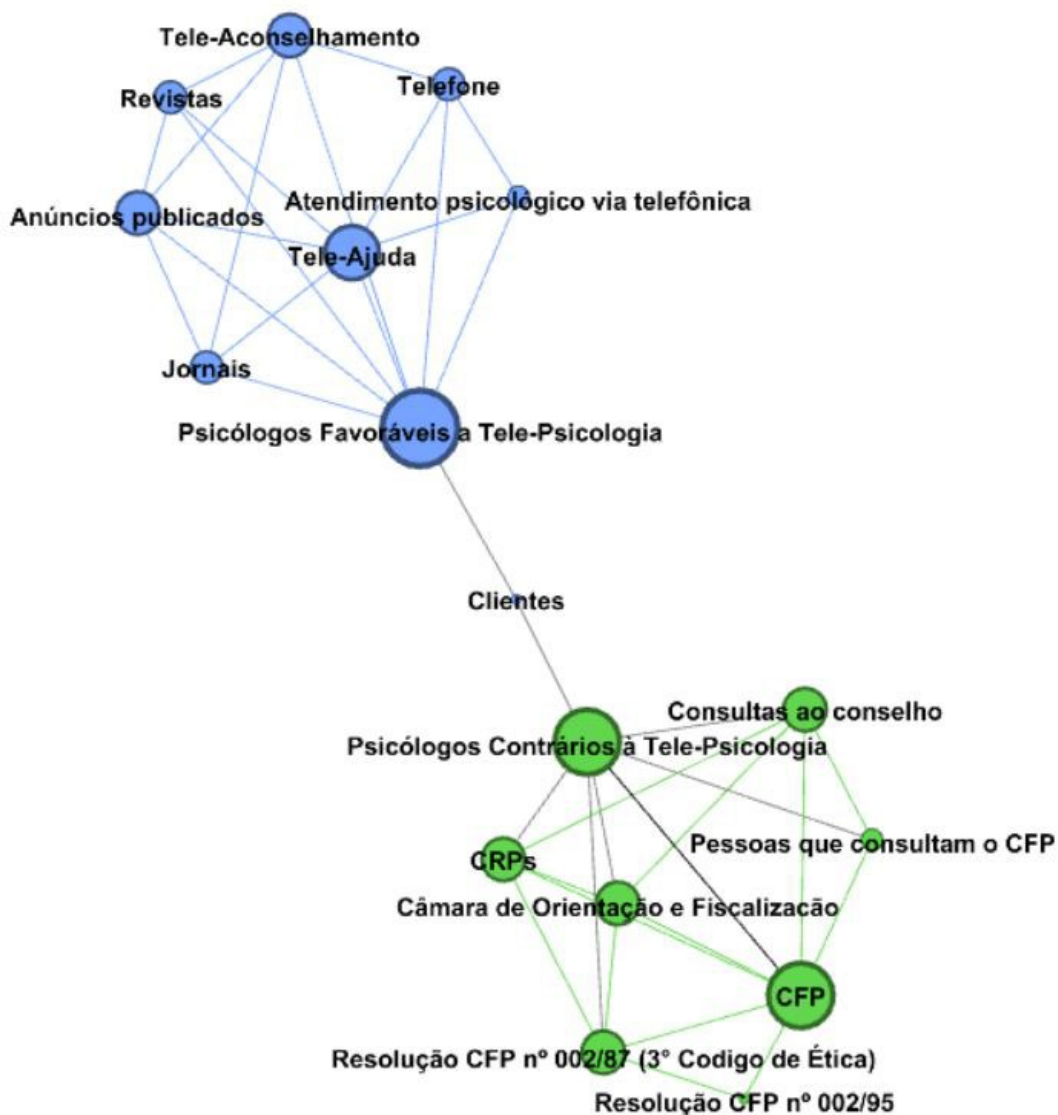 Tele-Aconselhamento
Telefone
Revistas
Atendimento psicológico via telefônica
Anúncios publicados
Tele-Ajuda
Jornais
Psicólogos Favoráveis a Tele-Psicologia
Clientes
Consultas ao conselho
Psicólogos Contrários à Tele-Psicologia
Pessoas que consultam o CFP
CRPs
Câmara de Orientação e Fiscalizacão
CFP
Resolução CFP nº 002/87 (3° Codigo de Ética)
Resolução CFP nº 002/95